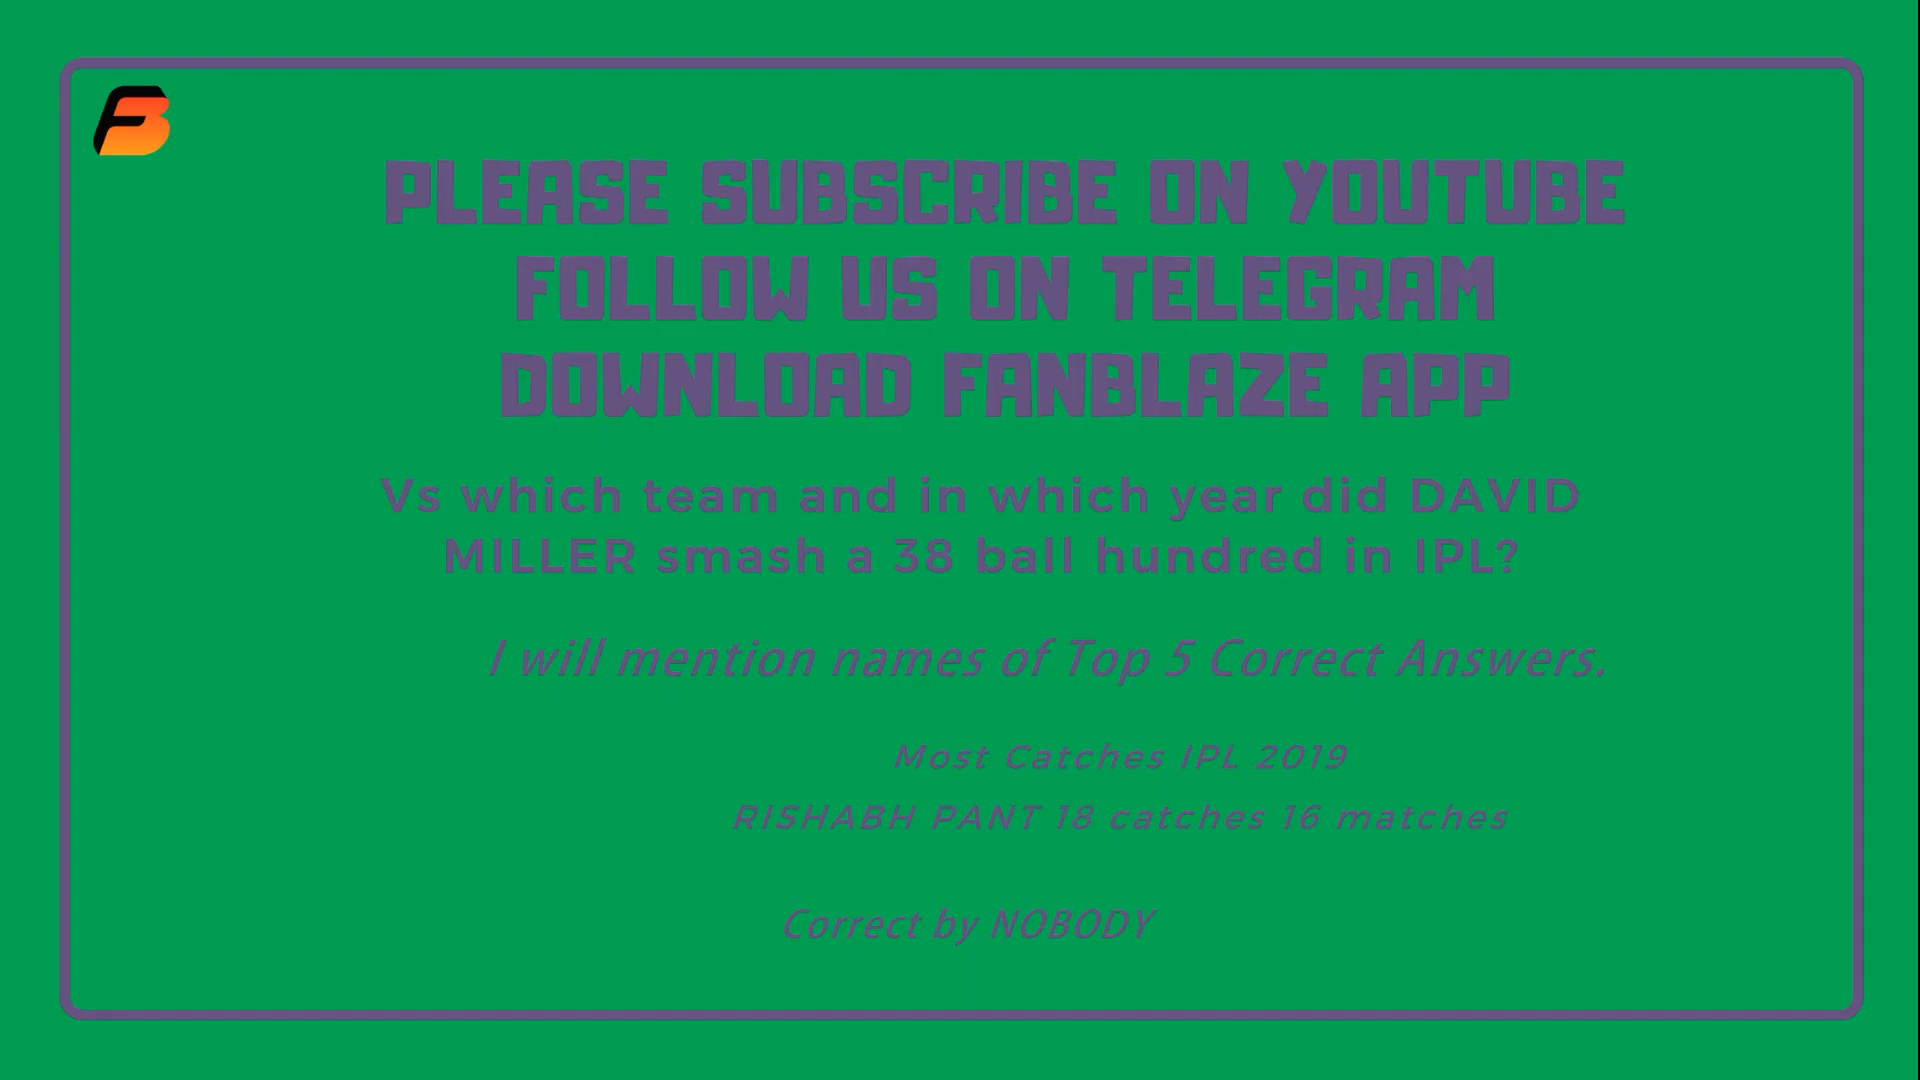 PLEASE SUBSCRIBE ON YOUTUBE
FOLLOW US ON TELEGRAM
DOWNLOAD FANBLAZE APP
Vs which team and in which year did DAVID
MILLER smash a 38 ball hundred in IPL?
I will mention names of Top 5 Correct Answers.
Most Catches IPL 2019
RISHABH PANT 18 catches 16 matches
Correct by NOBODY